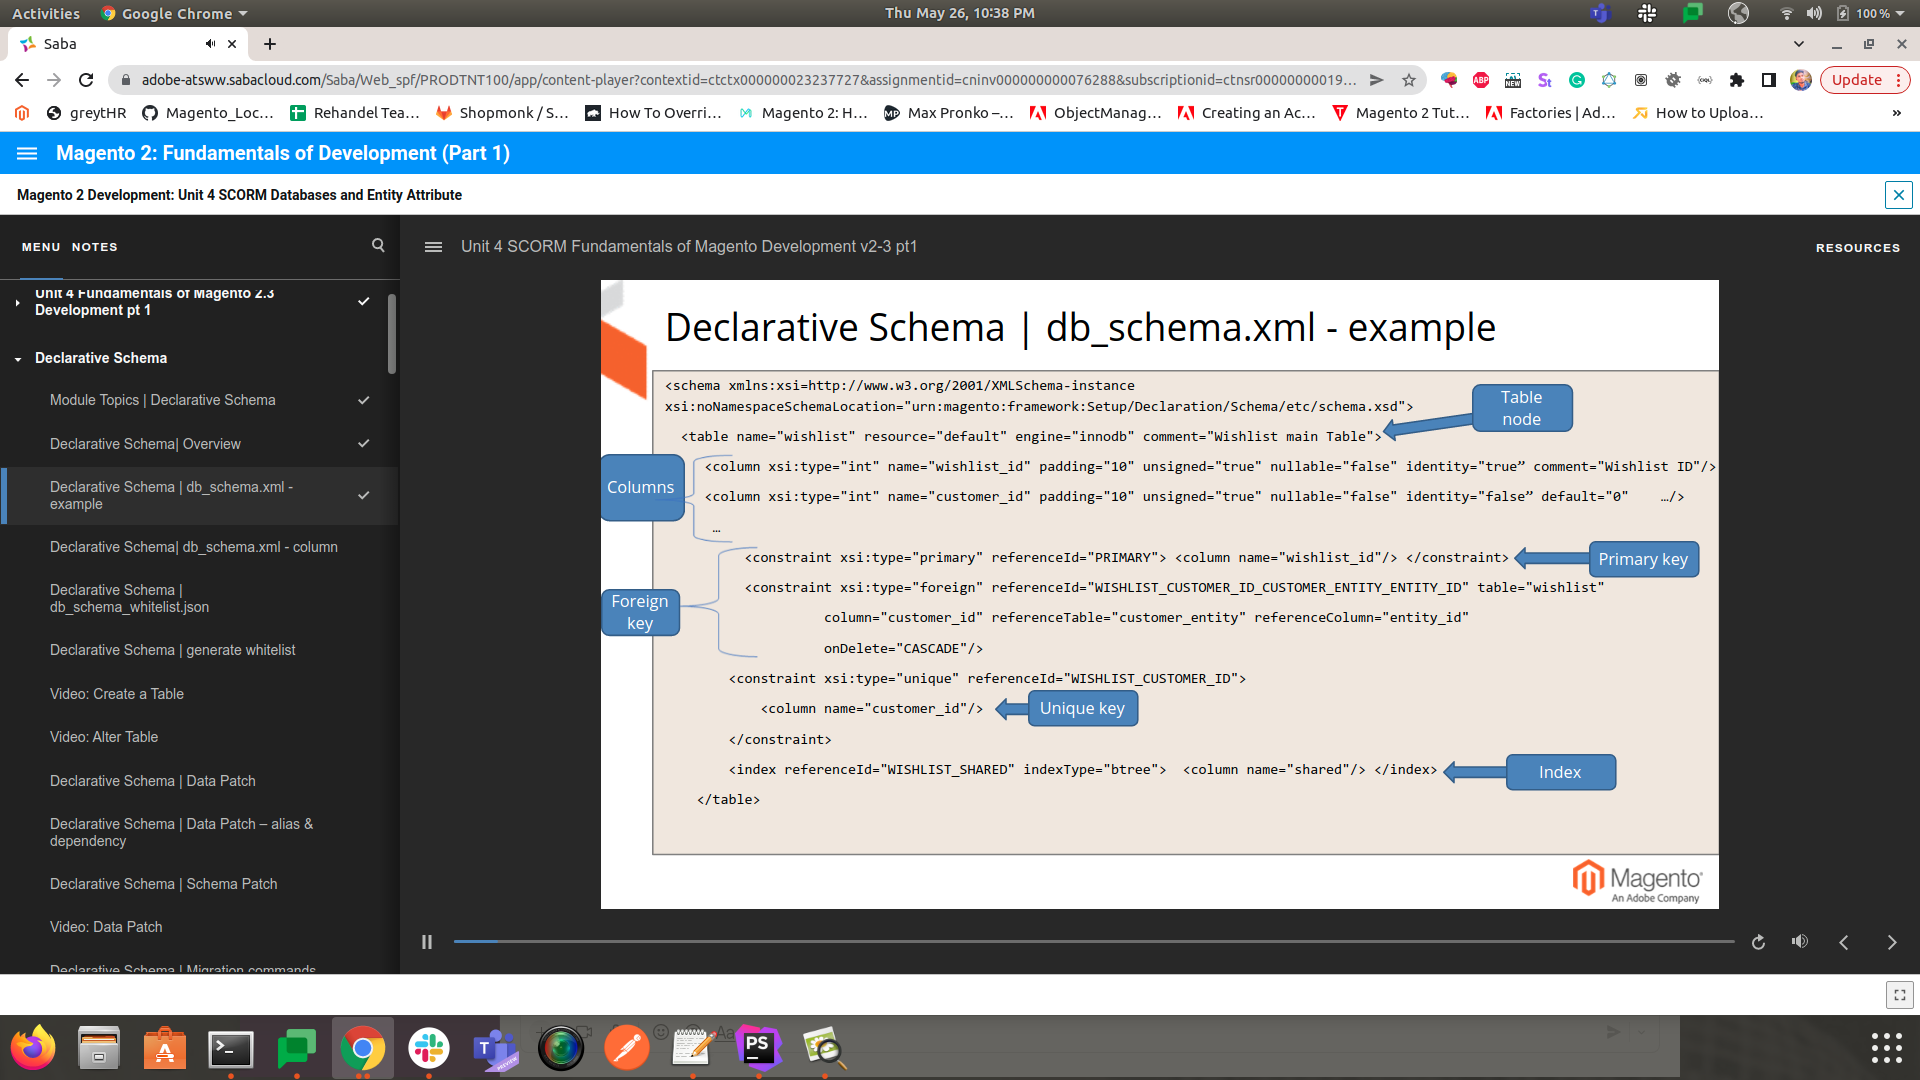 Activities
Google Chrome
Thu May 26, 10:38 PM
100 %
Saba
adobe-atsww.sabacloud.com/Saba/Web_spf/PRODTNT100/app/content-player?contextid=ctctx000000023237727&assignmentid=cninv000000000076288&subscriptionid=ctnsr00000000019...
ABP
NEW
Update
greytHR
Magento_Loc...
Rehandel Tea...
Shopmonk / S...
How To Overri...
Magento 2: H...
Max Pronko –...
ObjectManag...
Creating an Ac...
Magento 2 Tut...
Factories | Ad...
How to Uploa...
»
Magento 2: Fundamentals of Development (Part 1)
Magento 2 Development: Unit 4 SCORM Databases and Entity Attribute
MENU NOTES
Unit 4 SCORM Fundamentals of Magento Development v2-3 pt1
RESOURCES
Unit 4 Fundamentals of Magento 2.3
Development pt 1
Declarative Schema
Module Topics | Declarative Schema
Declarative Schema| Overview
Declarative Schema | db_schema.xml -
example
Declarative Schema| db_schema.xml - column
Declarative Schema |
db_schema_whitelist.json
Declarative Schema | generate whitelist
Video: Create a Table
Video: Alter Table
Declarative Schema | Data Patch
Declarative Schema | Data Patch – alias &
dependency
Declarative Schema | Schema Patch
Video: Data Patch
Declarative Schema | Migration commands
Declarative Schema | db_schema.xml - example
<schema xmlns:xsi=http://www.w3.org/2001/XMLSchema-instance
xsi:noNamespaceSchemaLocation="urn:magento:framework:Setup/Declaration/Schema/etc/schema.xsd">
Table
node
<table name="wishlist" resource="default" engine="innodb" comment="Wishlist main Table">
Columns
<column xsi:type="int" name="wishlist_id" padding="10" unsigned="true" nullable="false" identity="true” comment="Wishlist ID"/>
<column xsi:type="int" name="customer_id" padding="10" unsigned="true" nullable="false" identity="false” default="0" …/>
…
<constraint xsi:type="primary" referenceId="PRIMARY"> <column name="wishlist_id"/> </constraint>
Primary key
Foreign
key
<constraint xsi:type="foreign" referenceId="WISHLIST_CUSTOMER_ID_CUSTOMER_ENTITY_ENTITY_ID" table="wishlist"
column="customer_id" referenceTable="customer_entity" referenceColumn="entity_id"
onDelete="CASCADE"/>
<constraint xsi:type="unique" referenceId="WISHLIST_CUSTOMER_ID">
<column name="customer_id"/>
Unique key
</constraint>
<index referenceId="WISHLIST_SHARED" indexType="btree"> <column name="shared"/> </index>
Index
</table>
Magento
An Adobe Company
PS